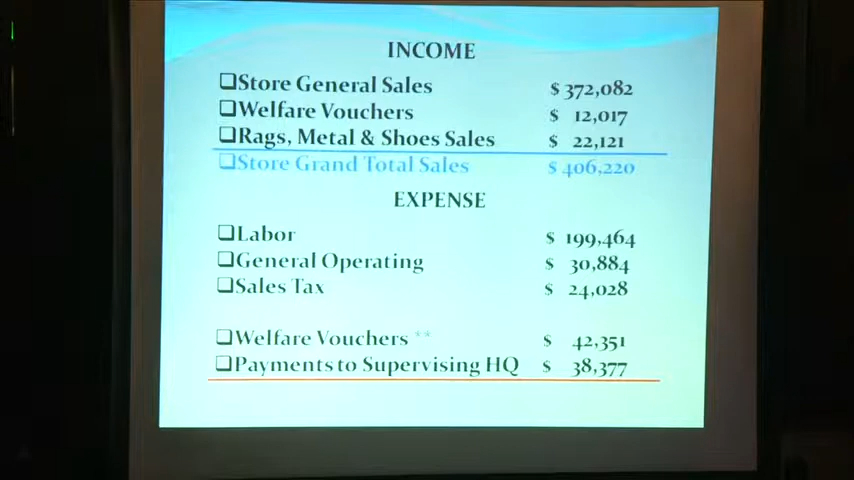 INCOME
❑Store General Sales $ 372,082
❑Welfare Vouchers $ 12,017
❑Rags, Metal & Shoes Sales $ 22,121
❑Store Grand Total Sales $ 406,220
EXPENSE
❑Labor $ 199,464
❑General Operating $ 30,884
❑Sales Tax $ 24,028
❑Welfare Vouchers ** $ 42,351
❑Payments to Supervising HQ $ 38,377